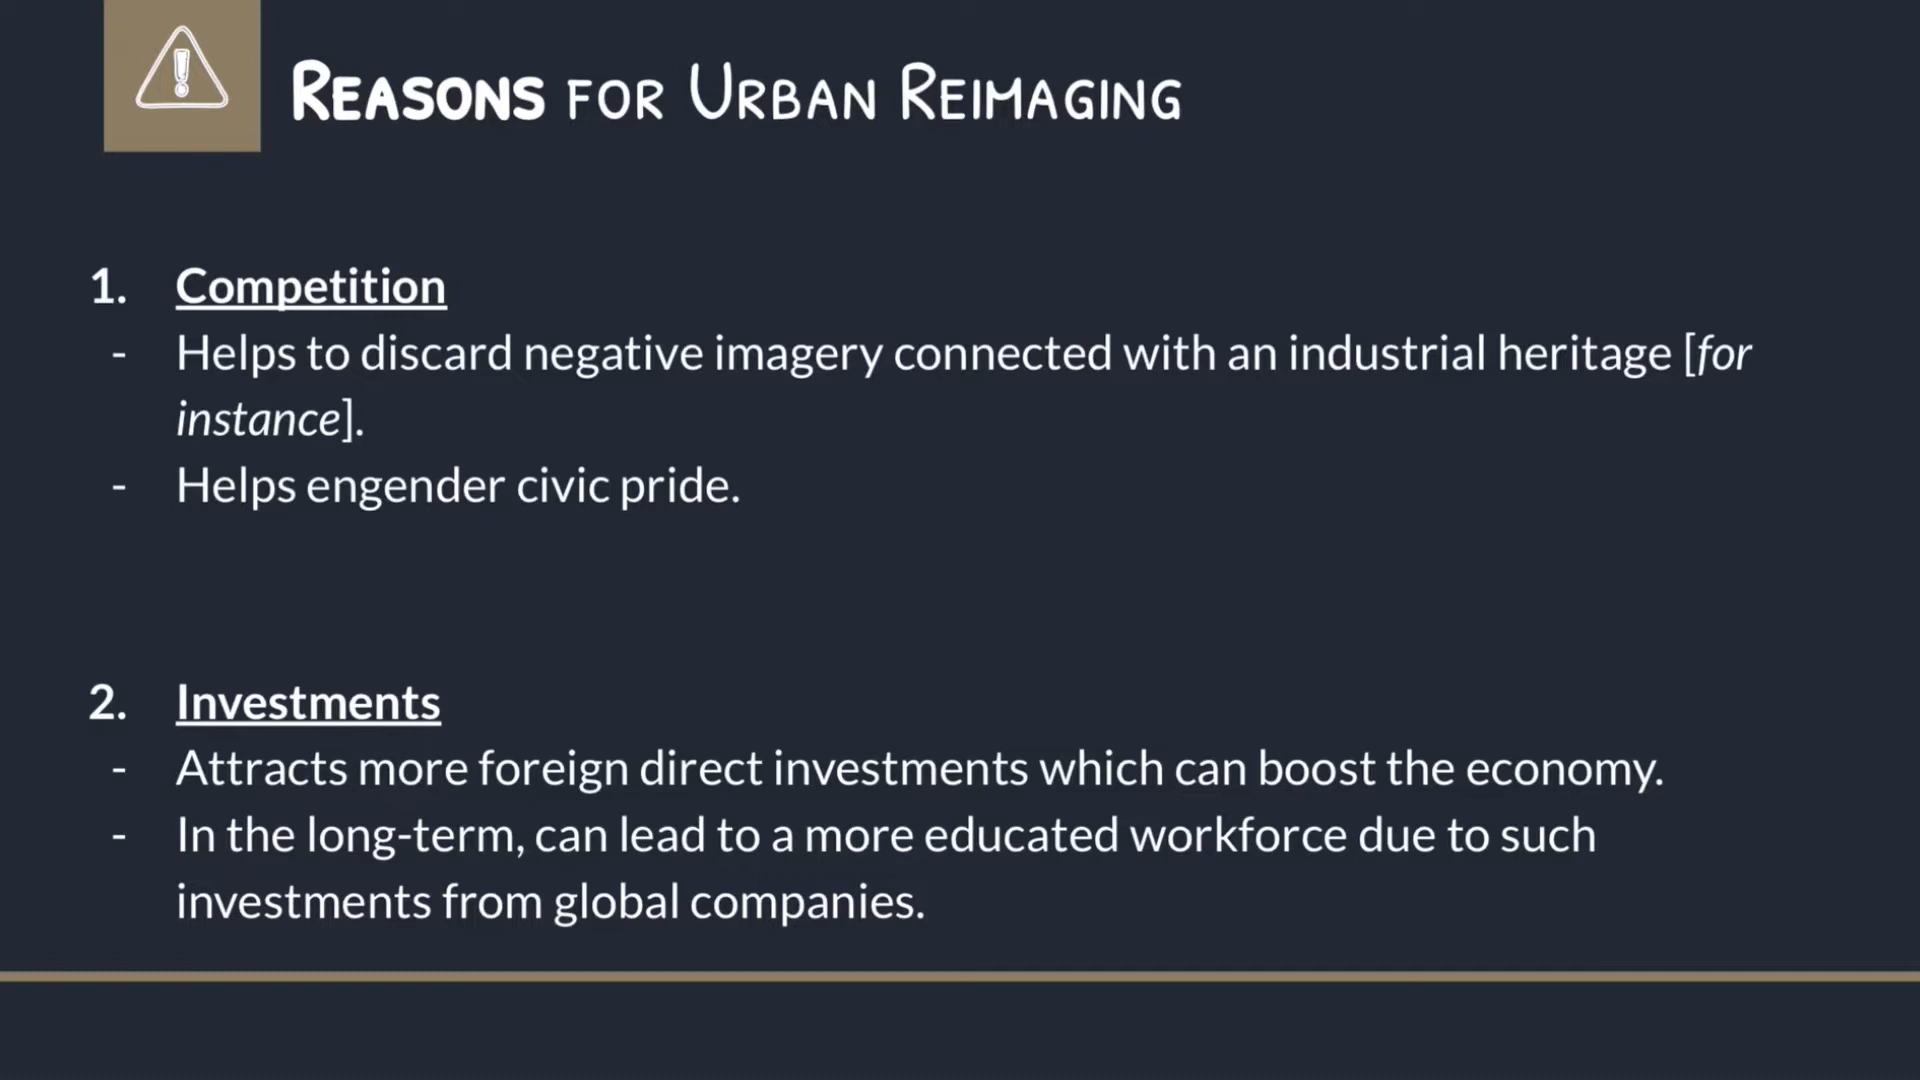 Reasons for Urban Reimaging
1. Competition
- Helps to discard negative imagery connected with an industrial heritage [for
instance].
- Helps engender civic pride.
2. Investments
- Attracts more foreign direct investments which can boost the economy.
- In the long-term, can lead to a more educated workforce due to such
investments from global companies.